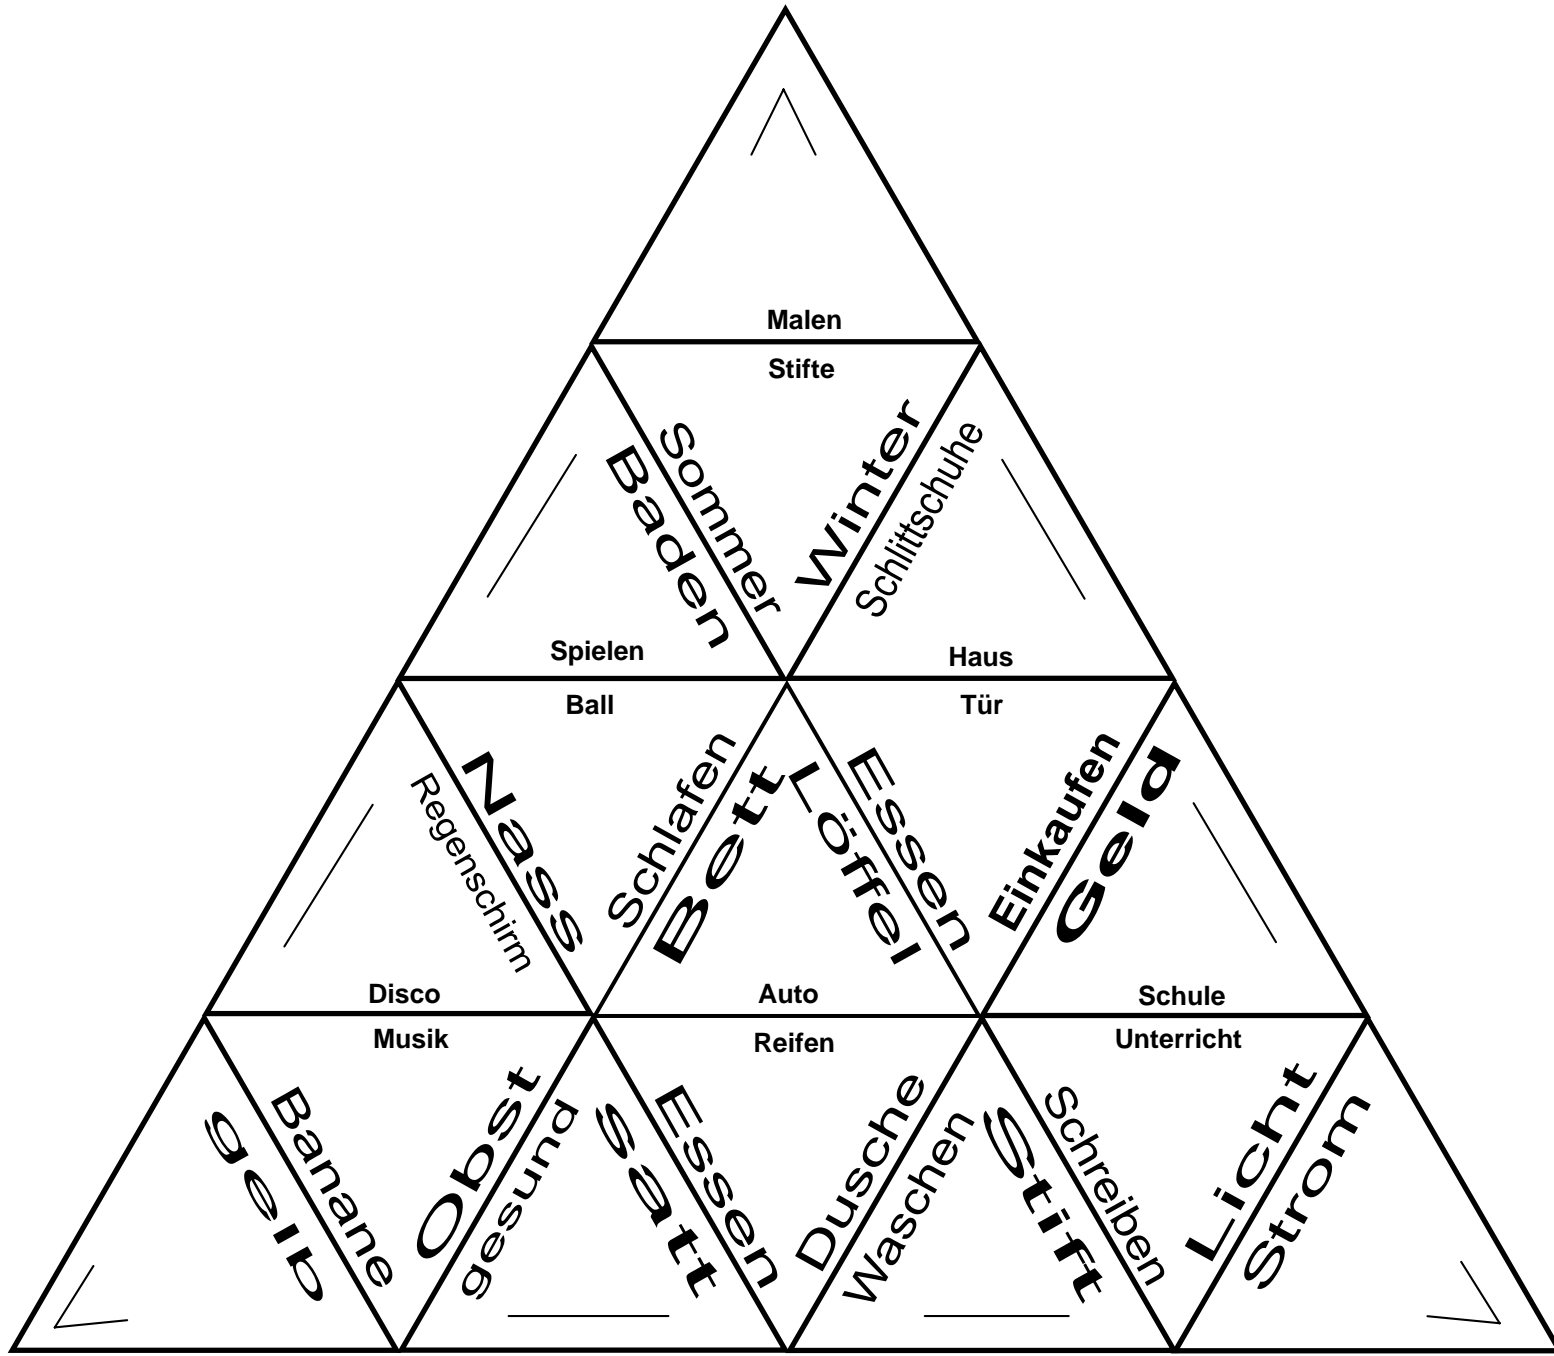 Malen
Stifte
Sommer
Baden
Winter
Schlittschuhe
Spielen
Haus
Ball
Tür
Nass
Regenschirm
Schlafen
Bett
Essen
Löffel
Einkaufen
Geld
Disco
Auto
Schule
Musik
Reifen
Unterricht
Banane
gelb
Obst
gesund
Essen
satt
Dusche
Waschen
Schreiben
Stift
Licht
Strom